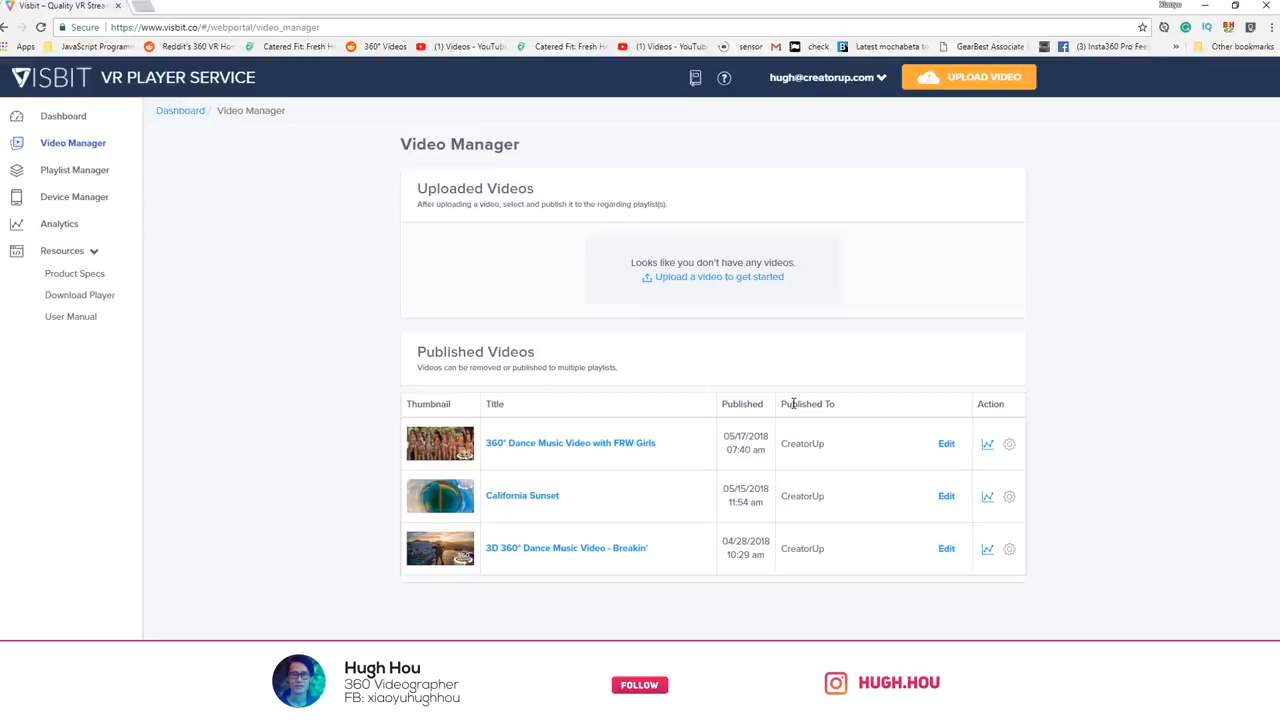 Visbit – Quality VR Strea
Xiaoyu
Secure
https://www.visbit.co/#/webportal/video_manager
Apps
JavaScript Program
Reddit's 360 VR Ho
Catered Fit: Fresh H
360° Videos
(1) Videos - YouTub
Catered Fit: Fresh H
(1) Videos - YouTub
sensor
check
Latest mochabeta to
GearBest Associate
(3) Insta360 Pro Fee
»
Other bookmarks
VISBIT VR PLAYER SERVICE
hugh@creatorup.com
UPLOAD VIDEO
Dashboard / Video Manager
Dashboard
Video Manager
Playlist Manager
Device Manager
Analytics
Resources
Product Specs
Download Player
User Manual
Video Manager
Uploaded Videos
After uploading a video, select and publish it to the regarding playlist(s).
Looks like you don't have any videos.
Upload a video to get started
Published Videos
Videos can be removed or published to multiple playlists.
Thumbnail Title Published Published To Action
360° Dance Music Video with FRW Girls 05/17/2018 07:40 am CreatorUp Edit
California Sunset 05/15/2018 11:54 am CreatorUp Edit
3D 360° Dance Music Video - Breakin' 04/28/2018 10:29 am CreatorUp Edit
Hugh Hou
360 Videographer
FB: xiaoyuhughhou
FOLLOW
HUGH.HOU